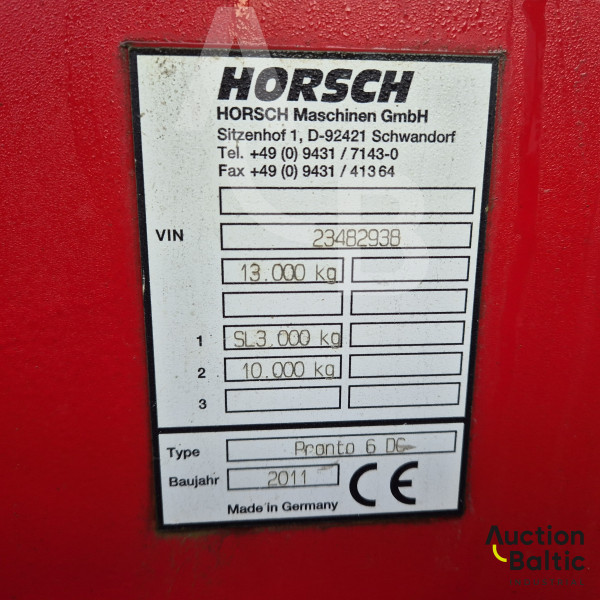 HORSCH
HORSCH Maschinen GmbH
Sitzenhof 1, D-92421 Schwandorf
Tel. +49 (0) 9431 / 7143-0
Fax +49 (0) 9431 / 413 64
VIN 23482938
13.000 kg
1 SL3.000 kg
2 10.000 kg
3
Type Pronto 6 DC
Baujahr 2011 CE
Made in Germany
Auction
Baltic